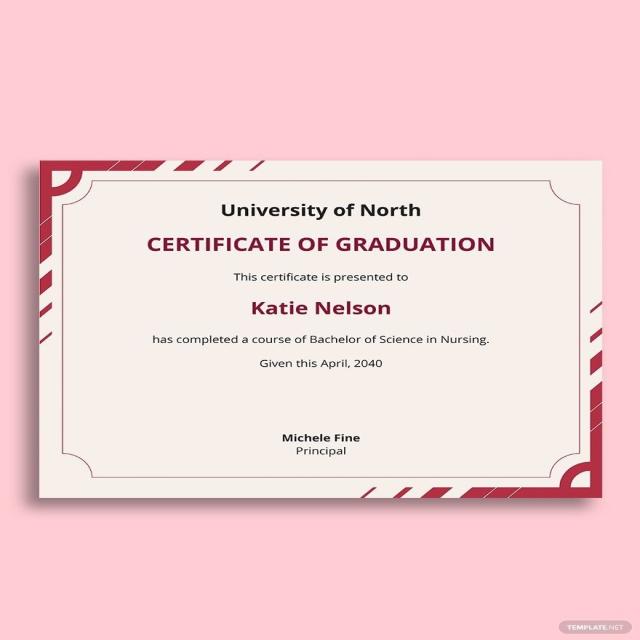 University of North
CERTIFICATE OF GRADUATION
This certificate is presented to
Katie Nelson
has completed a course of Bachelor of Science in Nursing.
Given this April, 2040
Michele Fine
Principal
TEMPLATE.NET